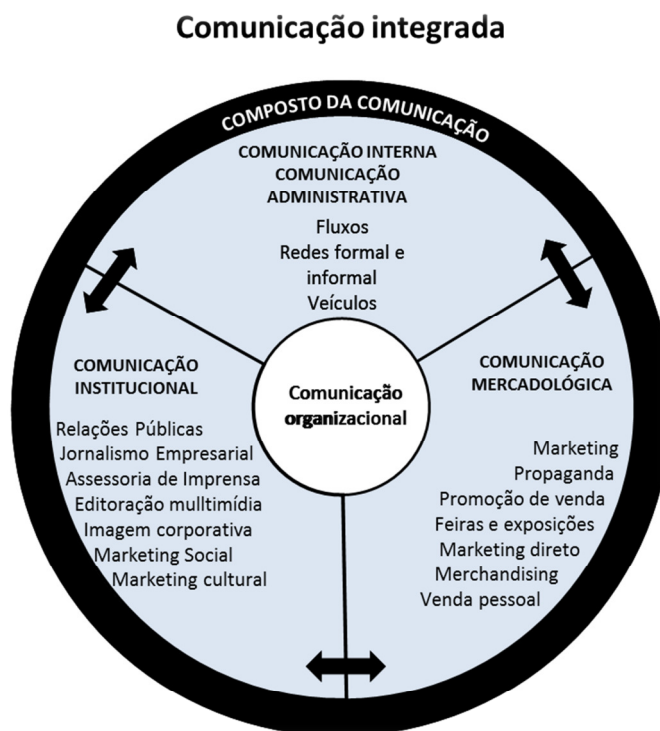 Comunicação integrada
COMPOSTO DA COMUNICAÇÃO
COMUNICAÇÃO INTERNA
COMUNICAÇÃO
ADMINISTRATIVA
Fluxos
Redes formal e
informal
Veículos
COMUNICAÇÃO
INSTITUCIONAL
Relações Públicas
Jornalismo Empresarial
Assessoria de Imprensa
Editoração mulltimídia
Imagem corporativa
Marketing Social
Marketing cultural
Comunicação
organizacional
COMUNICAÇÃO
MERCADOLÓGICA
Marketing
Propaganda
Promoção de venda
Feiras e exposições
Marketing direto
Merchandising
Venda pessoal